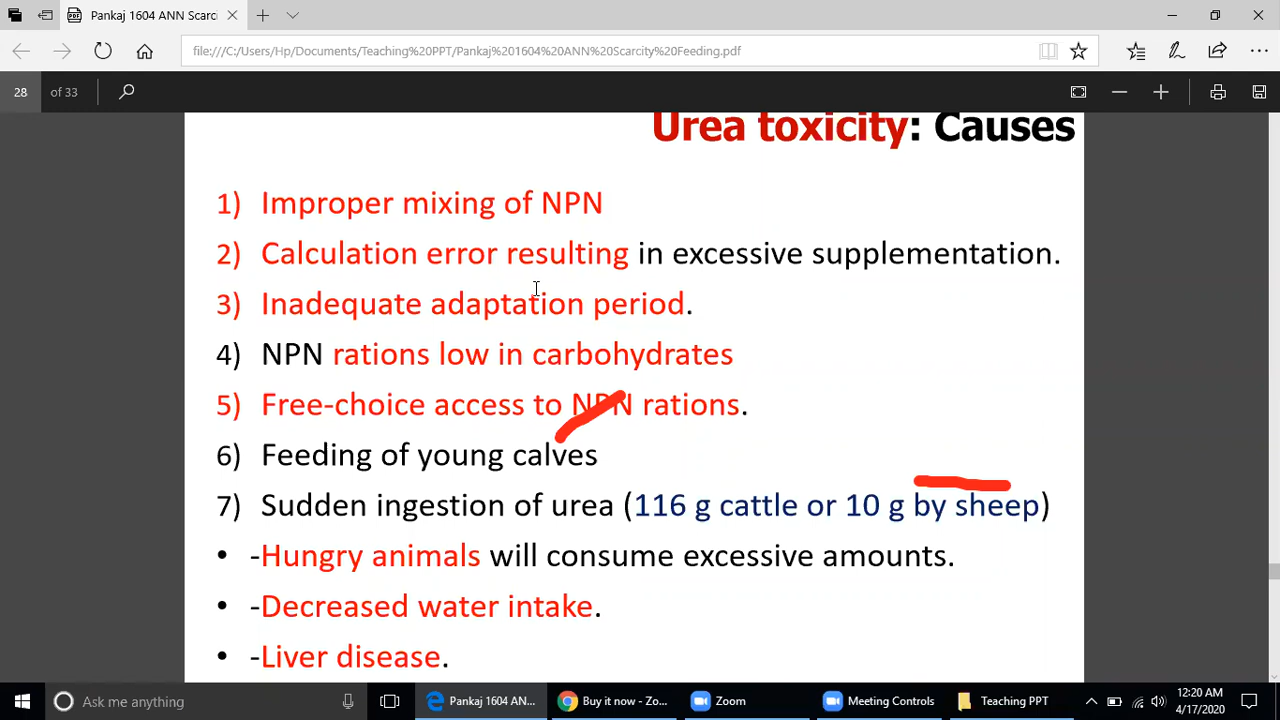 Pankaj 1604 ANN Scarci
file:///C:/Users/Hp/Documents/Teaching%20PPT/Pankaj%201604%20ANN%20Scarcity%20Feeding.pdf
28 of 33
Urea toxicity: Causes
1) Improper mixing of NPN
2) Calculation error resulting in excessive supplementation.
3) Inadequate adaptation period.
4) NPN rations low in carbohydrates
5) Free-choice access to NPN rations.
6) Feeding of young calves
7) Sudden ingestion of urea (116 g cattle or 10 g by sheep)
• -Hungry animals will consume excessive amounts.
• -Decreased water intake.
• -Liver disease.
Ask me anything
Pankaj 1604 ANN...
Buy it now - Zo...
Zoom
Meeting Controls
Teaching PPT
12:20 AM
4/17/2020